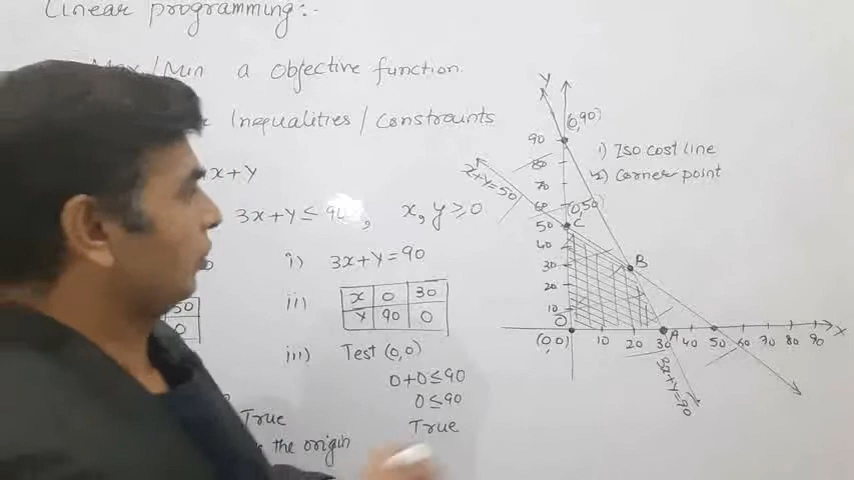 Linear programming:-
Max/Min a objective function.
Inequalities/Constraints
x+y
3x+y ≤ 90, x, y ≥ 0
i) 3x+y=90
ii) x 0 30
y 90 0
iii) Test (0,0)
0+0≤90
0≤90
True
50
0
True
the origin
Y
(0,90)
90
80
70
60
50
40
30
20
10
x+y=50
(0,50)
C
B
O
(0,0)
A
10 20 30 40 50 60 70 80 90 X
3x+y=90
1) Iso cost line
2) Corner point